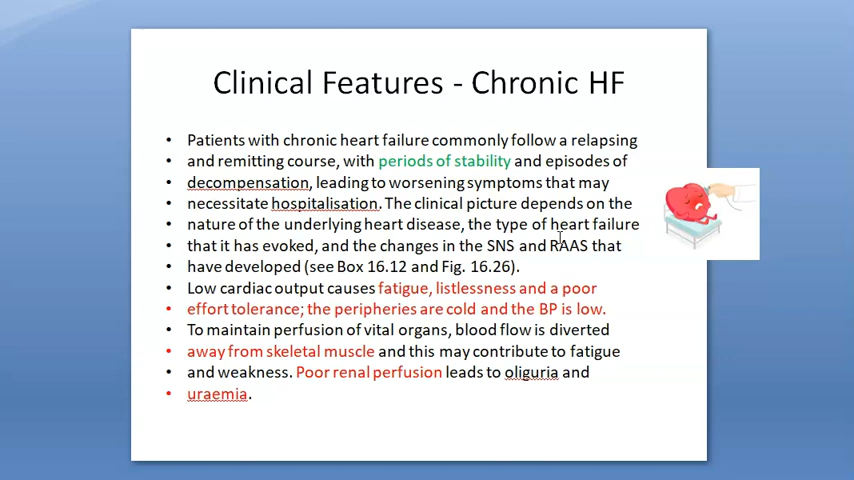 Clinical Features - Chronic HF
• Patients with chronic heart failure commonly follow a relapsing
• and remitting course, with periods of stability and episodes of
• decompensation, leading to worsening symptoms that may
• necessitate hospitalisation. The clinical picture depends on the
• nature of the underlying heart disease, the type of heart failure
• that it has evoked, and the changes in the SNS and RAAS that
• have developed (see Box 16.12 and Fig. 16.26).
• Low cardiac output causes fatigue, listlessness and a poor
• effort tolerance; the peripheries are cold and the BP is low.
• To maintain perfusion of vital organs, blood flow is diverted
• away from skeletal muscle and this may contribute to fatigue
• and weakness. Poor renal perfusion leads to oliguria and
• uraemia.